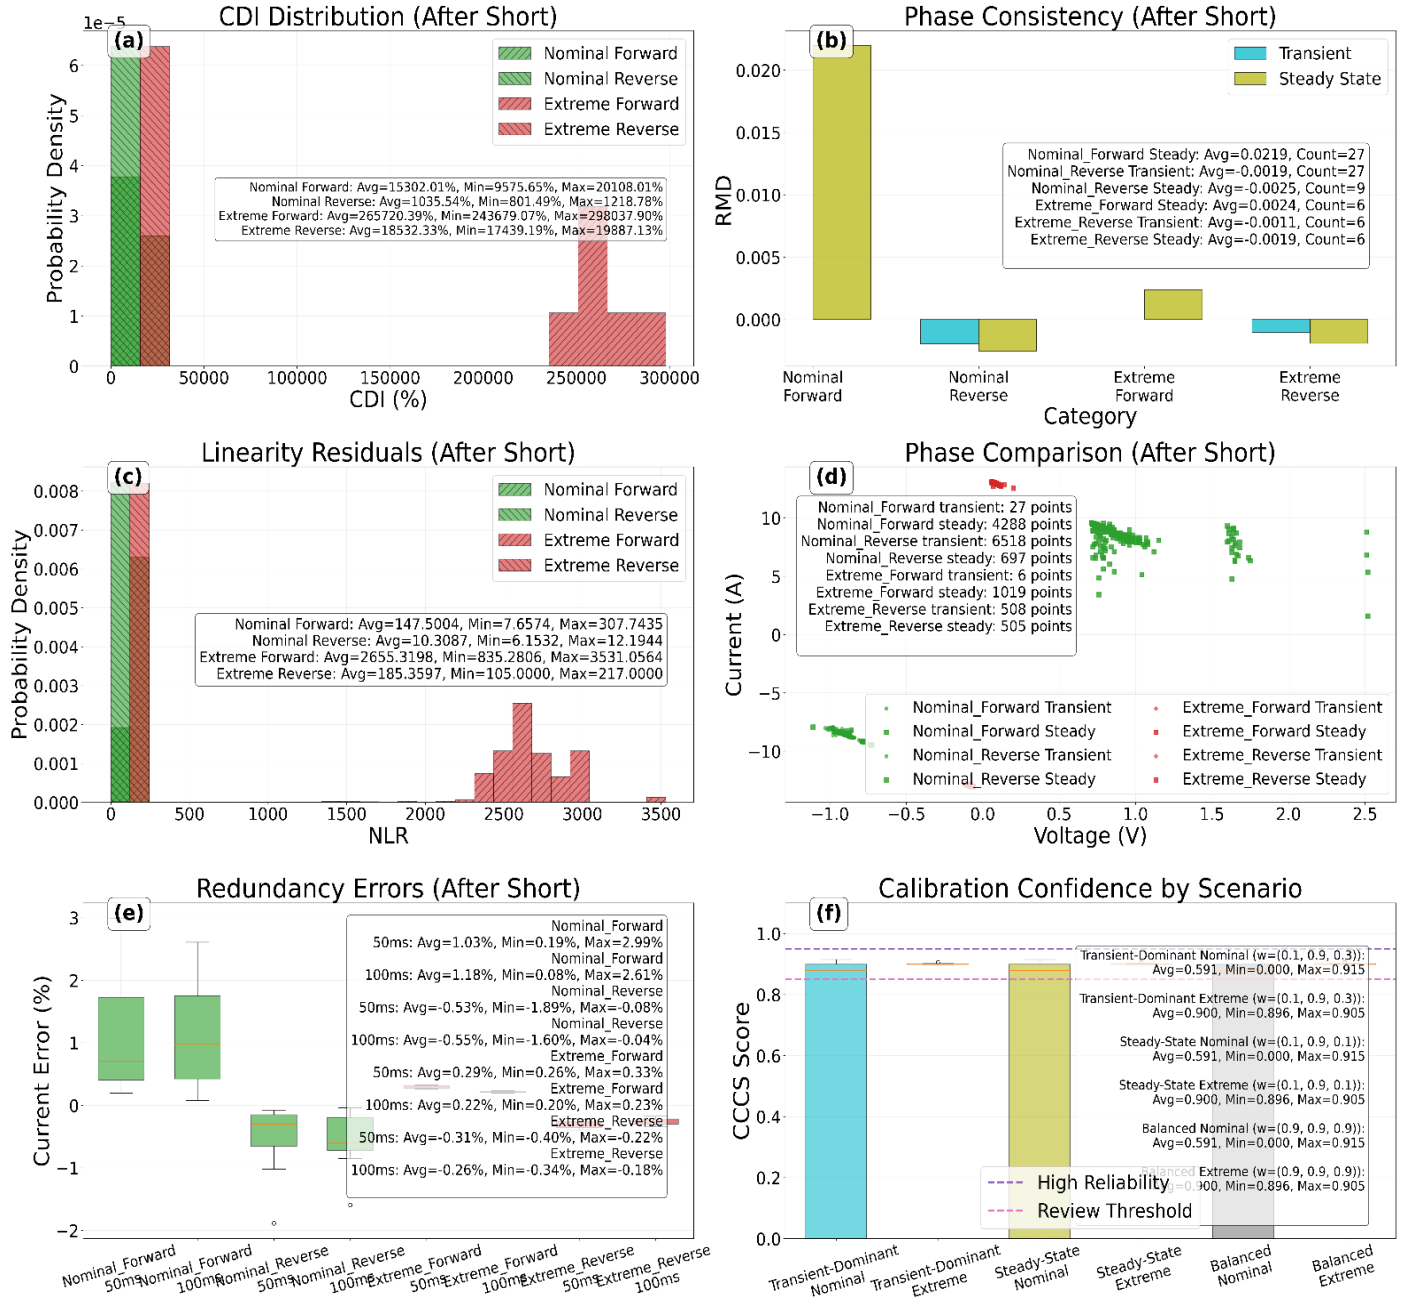 CDI Distribution (After Short)
1e−5
(a)
Nominal Forward
Nominal Reverse
Extreme Forward
Extreme Reverse
Nominal Forward: Avg=15302.01%, Min=9575.65%, Max=20108.01%
Nominal Reverse: Avg=1035.54%, Min=801.49%, Max=1218.78%
Extreme Forward: Avg=265720.39%, Min=243679.07%, Max=298037.90%
Extreme Reverse: Avg=18532.33%, Min=17439.19%, Max=19887.13%
Probability Density
6
5
4
3
2
1
0
0 50000 100000 150000 200000 250000 300000
CDI (%)
Phase Consistency (After Short)
(b)
Transient
Steady State
Nominal_Forward Steady: Avg=0.0219, Count=27
Nominal_Reverse Transient: Avg=-0.0019, Count=27
Nominal_Reverse Steady: Avg=-0.0025, Count=9
Extreme_Forward Steady: Avg=0.0024, Count=6
Extreme_Reverse Transient: Avg=-0.0011, Count=6
Extreme_Reverse Steady: Avg=-0.0019, Count=6
RMD
0.020
0.015
0.010
0.005
0.000
Nominal Forward
Nominal Reverse
Extreme Forward
Extreme Reverse
Category
Linearity Residuals (After Short)
(c)
Nominal Forward
Nominal Reverse
Extreme Forward
Extreme Reverse
Nominal Forward: Avg=147.5004, Min=7.6574, Max=307.7435
Nominal Reverse: Avg=10.3087, Min=6.1532, Max=12.1944
Extreme Forward: Avg=2655.3198, Min=835.2806, Max=3531.0564
Extreme Reverse: Avg=185.3597, Min=105.0000, Max=217.0000
Probability Density
0.008
0.007
0.006
0.005
0.004
0.003
0.002
0.001
0.000
0 500 1000 1500 2000 2500 3000 3500
NLR
Phase Comparison (After Short)
(d)
Nominal_Forward transient: 27 points
Nominal_Forward steady: 4288 points
Nominal_Reverse transient: 6518 points
Nominal_Reverse steady: 697 points
Extreme_Forward transient: 6 points
Extreme_Forward steady: 1019 points
Extreme_Reverse transient: 508 points
Extreme_Reverse steady: 505 points
Nominal_Forward Transient
Nominal_Forward Steady
Nominal_Reverse Transient
Nominal_Reverse Steady
Extreme_Forward Transient
Extreme_Forward Steady
Extreme_Reverse Transient
Extreme_Reverse Steady
Current (A)
10
5
0
−5
−10
−1.0 −0.5 0.0 0.5 1.0 1.5 2.0 2.5
Voltage (V)
Redundancy Errors (After Short)
(e)
Nominal_Forward
50ms: Avg=1.03%, Min=0.19%, Max=2.99%
Nominal_Forward
100ms: Avg=1.18%, Min=0.08%, Max=2.61%
Nominal_Reverse
50ms: Avg=-0.53%, Min=-1.89%, Max=-0.08%
Nominal_Reverse
100ms: Avg=-0.55%, Min=-1.60%, Max=-0.04%
Extreme_Forward
50ms: Avg=0.29%, Min=0.26%, Max=0.33%
Extreme_Forward
100ms: Avg=0.22%, Min=0.20%, Max=0.23%
Extreme_Reverse
50ms: Avg=-0.31%, Min=-0.40%, Max=-0.22%
Extreme_Reverse
100ms: Avg=-0.26%, Min=-0.34%, Max=-0.18%
Current Error (%)
3
2
1
0
−1
−2
Nominal_Forward 50ms
Nominal_Forward 100ms
Nominal_Reverse 50ms
Nominal_Reverse 100ms
Extreme_Forward 50ms
Extreme_Forward 100ms
Extreme_Reverse 50ms
Extreme_Reverse 100ms
Calibration Confidence by Scenario
(f)
Transient-Dominant Nominal (w=(0.1, 0.9, 0.3)):
Avg=0.591, Min=0.000, Max=0.915
Transient-Dominant Extreme (w=(0.1, 0.9, 0.3)):
Avg=0.900, Min=0.896, Max=0.905
Steady-State Nominal (w=(0.1, 0.9, 0.1)):
Avg=0.591, Min=0.000, Max=0.915
Steady-State Extreme (w=(0.1, 0.9, 0.1)):
Avg=0.900, Min=0.896, Max=0.905
Balanced Nominal (w=(0.9, 0.9, 0.9)):
Avg=0.591, Min=0.000, Max=0.915
Balanced Extreme (w=(0.9, 0.9, 0.9)):
Avg=0.900, Min=0.896, Max=0.905
High Reliability
Review Threshold
CCCS Score
1.0
0.8
0.6
0.4
0.2
0.0
Transient-Dominant Nominal
Transient-Dominant Extreme
Steady-State Nominal
Steady-State Extreme
Balanced Nominal
Balanced Extreme